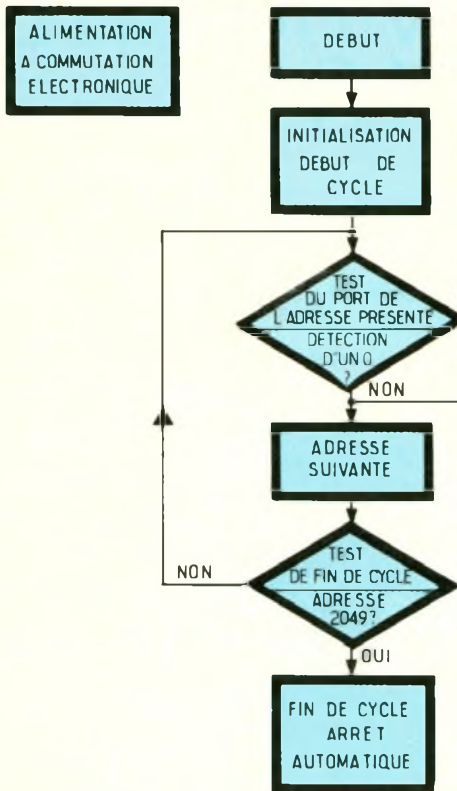 ALIMENTATION
A COMMUTATION
ELECTRONIQUE
DEBUT
INITIALISATION
DEBUT DE
CYCLE
TEST
DU PORT DE
L ADRESSE PRESENTE
DETECTION
D'UN 0
?
NON
ADRESSE
SUIVANTE
TEST
DE FIN DE CYCLE
ADRESSE
2049?
NON
OUI
FIN DE CYCLE
ARRET
AUTOMATIQUE